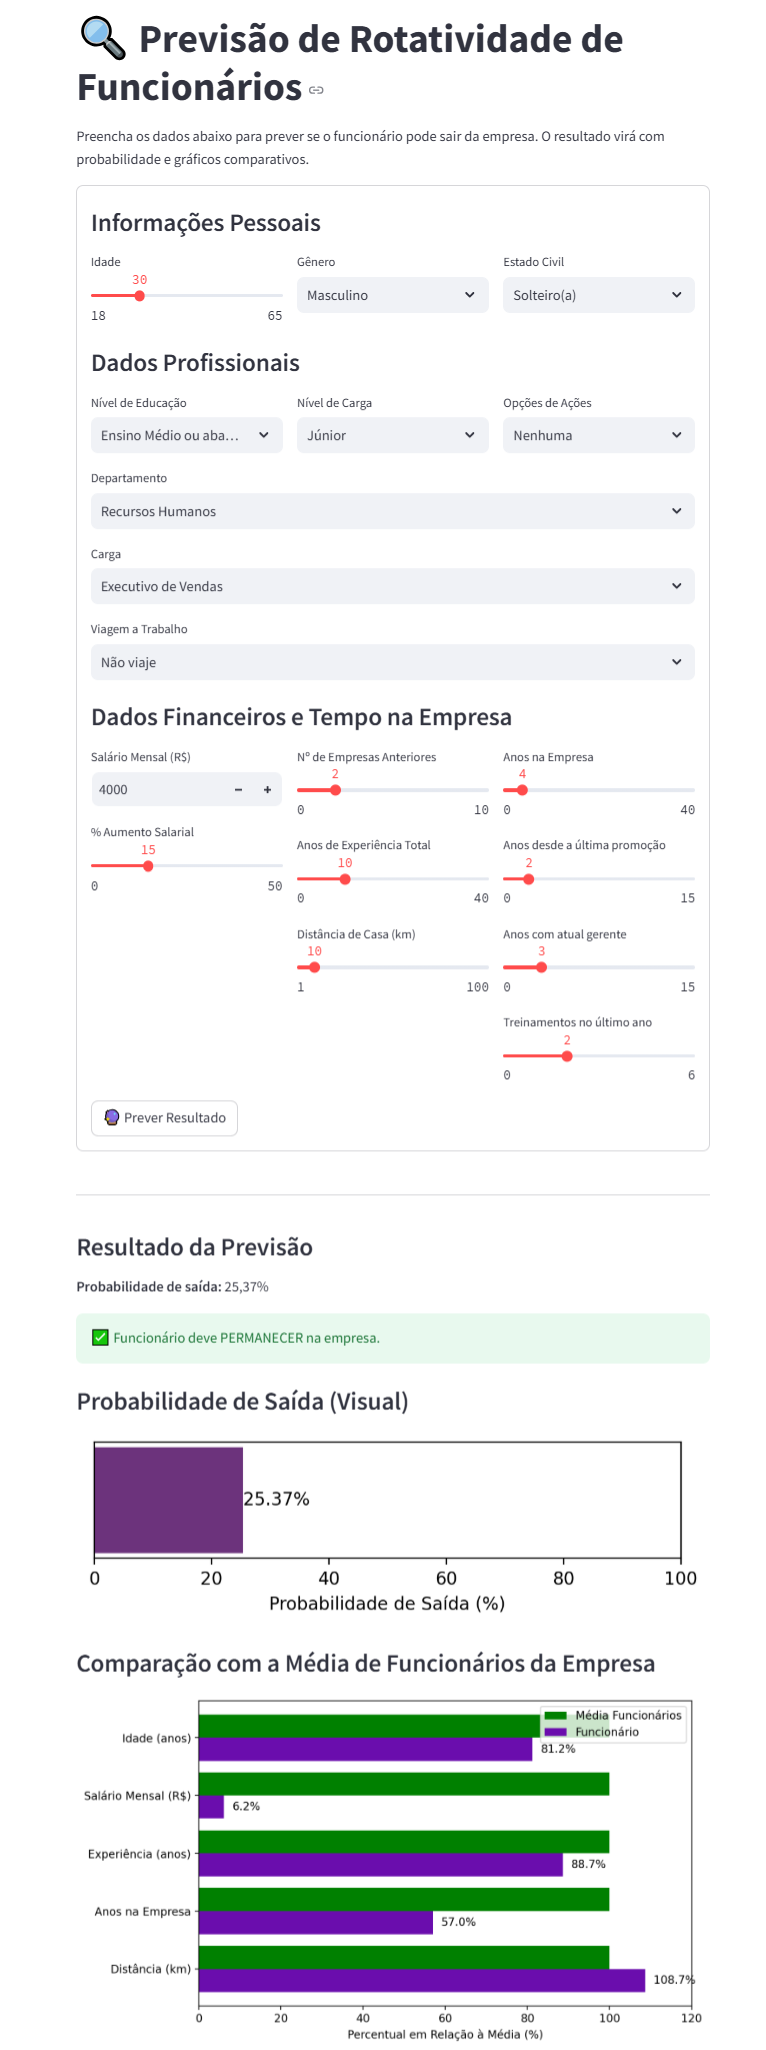 Previsão de Rotatividade de
Funcionários
Preencha os dados abaixo para prever se o funcionário pode sair da empresa. O resultado virá com
probabilidade e gráficos comparativos.
Informações Pessoais
Idade
30
18 65
Gênero
Masculino
Estado Civil
Solteiro(a)
Dados Profissionais
Nível de Educação
Ensino Médio ou aba...
Nível de Carga
Júnior
Opções de Ações
Nenhuma
Departamento
Recursos Humanos
Carga
Executivo de Vendas
Viagem a Trabalho
Não viaje
Dados Financeiros e Tempo na Empresa
Salário Mensal (R$)
4000
% Aumento Salarial
15
0 50
Nº de Empresas Anteriores
2
0 10
Anos de Experiência Total
10
0 40
Distância de Casa (km)
10
1 100
Anos na Empresa
4
0 40
Anos desde a última promoção
2
0 15
Anos com atual gerente
3
0 15
Treinamentos no último ano
2
0 6
Prever Resultado
Resultado da Previsão
Probabilidade de saída: 25,37%
Funcionário deve PERMANECER na empresa.
Probabilidade de Saída (Visual)
25.37%
0 20 40 60 80 100
Probabilidade de Saída (%)
Comparação com a Média de Funcionários da Empresa
Média Funcionários
Funcionário
Idade (anos)
81.2%
Salário Mensal (R$)
6.2%
Experiência (anos)
88.7%
Anos na Empresa
57.0%
Distância (km)
108.7%
0 20 40 60 80 100 120
Percentual em Relação à Média (%)